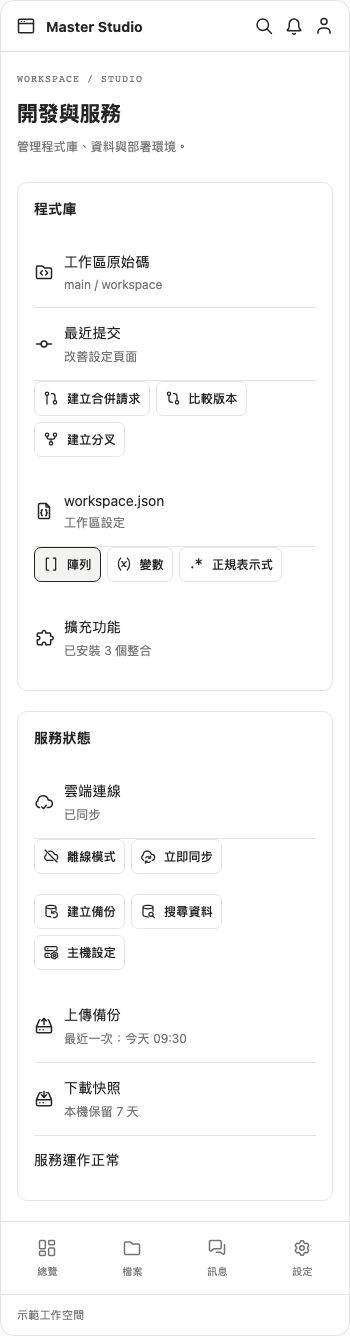 Master Studio
WORKSPACE / STUDIO
開發與服務
管理程式庫、資料與部署環境。
程式庫
工作區原始碼
main / workspace
最近提交
改善設定頁面
建立合併請求
比較版本
建立分叉
workspace.json
工作區設定
陣列
變數
正規表示式
擴充功能
已安裝 3 個整合
服務狀態
雲端連線
已同步
離線模式
立即同步
建立備份
搜尋資料
主機設定
上傳備份
最近一次：今天 09:30
下載快照
本機保留 7 天
服務運作正常
總覽
檔案
訊息
設定
示範工作空間